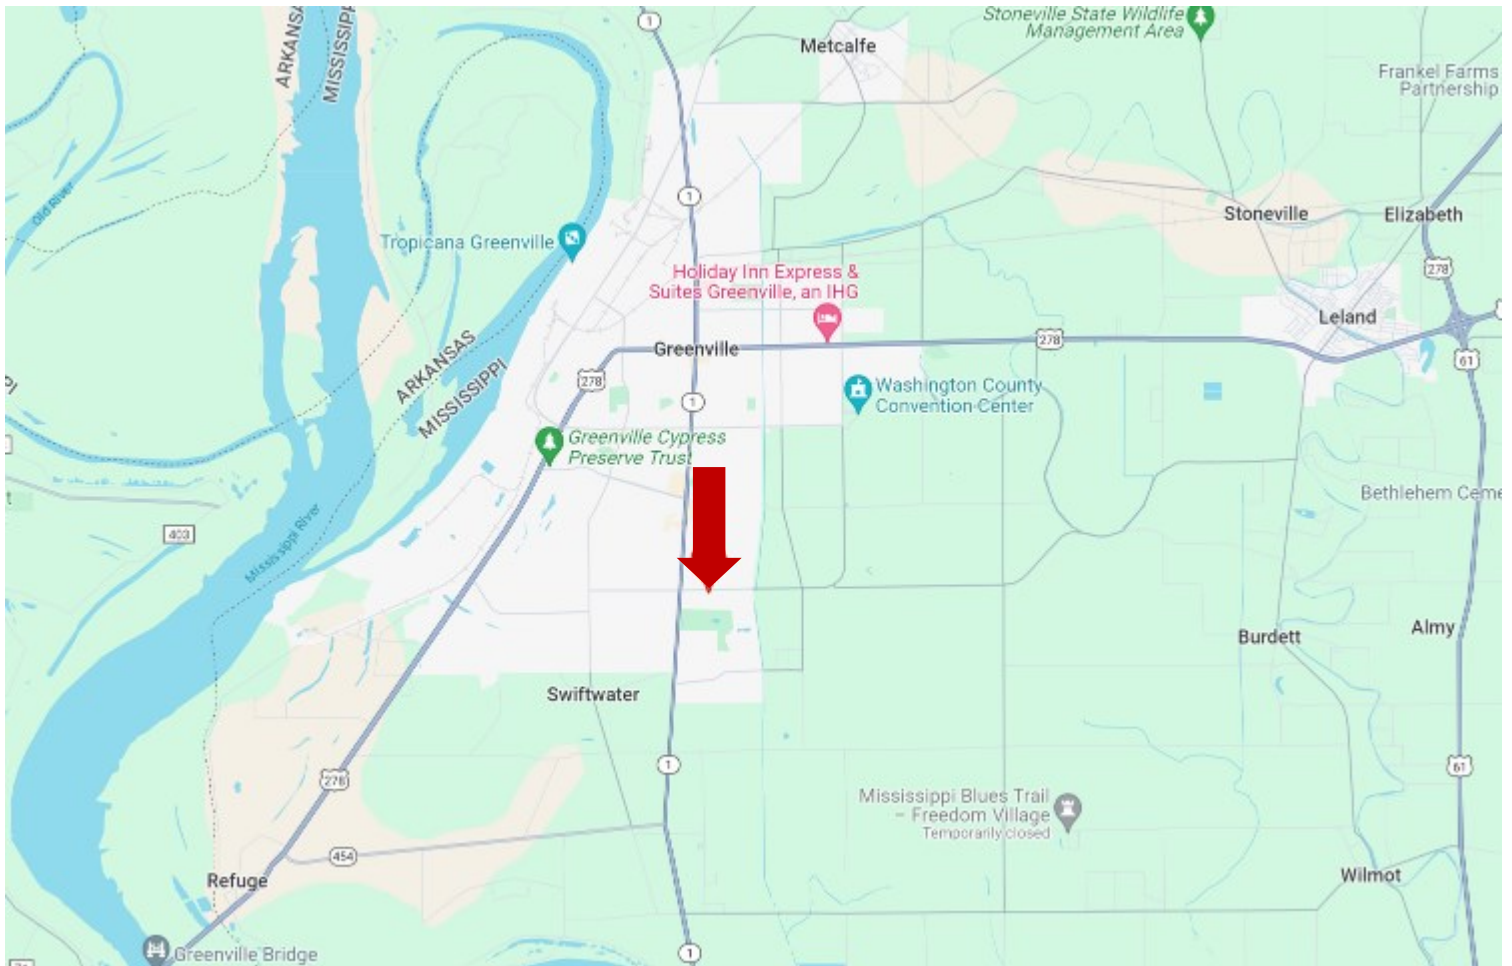 Stoneville State Wildlife
Management Area
1
Metcalfe
ARKANSA
MISSISSIPP
Frankel Farms
Partnership
Old River
1
Stoneville
Elizabeth
Tropicana Greenville
278
Holiday Inn Express &
Suites Greenville, an IHG
Leland
Greenville
278
61
ARKANSAS
MISSISSIPPI
278
Washington County
Convention Center
1
Greenville Cypress
Preserve Trust
Bethlehem Ceme
403
Mississippi River
Burdett
Almy
Swiftwater
1
61
278
Mississippi Blues Trail
– Freedom Village
Temporarily closed
454
Refuge
Wilmot
Greenville Bridge
1